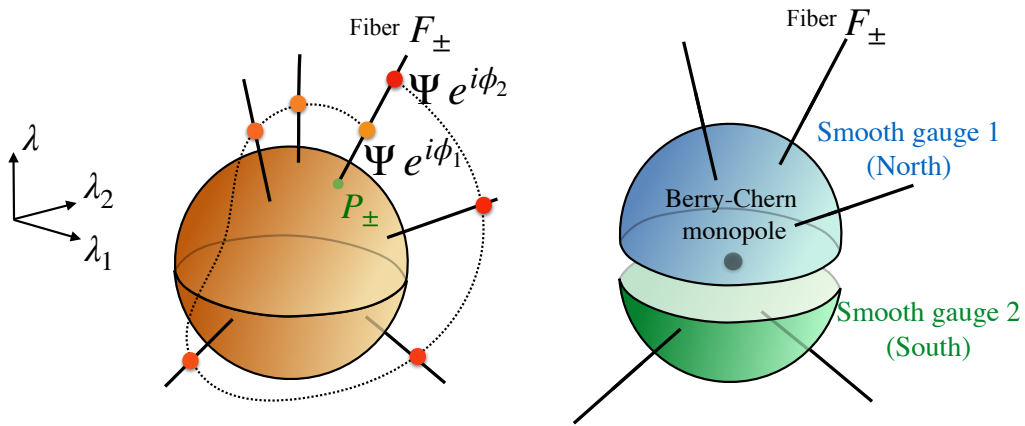 Fiber F±
Ψ e^{iϕ₂}
Ψ e^{iϕ₁}
P±
λ
λ₂
λ₁
Fiber F±
Smooth gauge 1
(North)
Berry-Chern
monopole
Smooth gauge 2
(South)